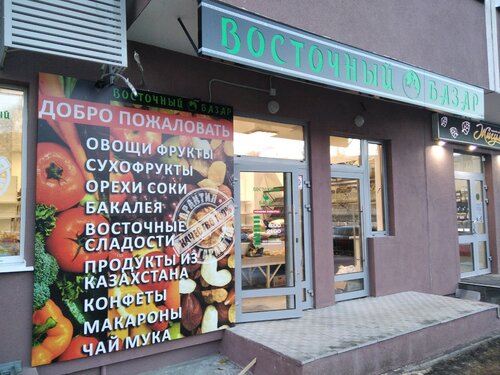 ВОСТОЧНЫЙ БАЗАР
ВОСТОЧНЫЙ БАЗАР
ДОБРО ПОЖАЛОВАТЬ
ОВОЩИ ФРУКТЫ
СУХОФРУКТЫ
ОРЕХИ СОКИ
БАКАЛЕЯ
ВОСТОЧНЫЕ
СЛАДОСТИ
ПРОДУКТЫ ИЗ
КАЗАХСТАНА
КОНФЕТЫ
МАКАРОНЫ
ЧАЙ МУКА